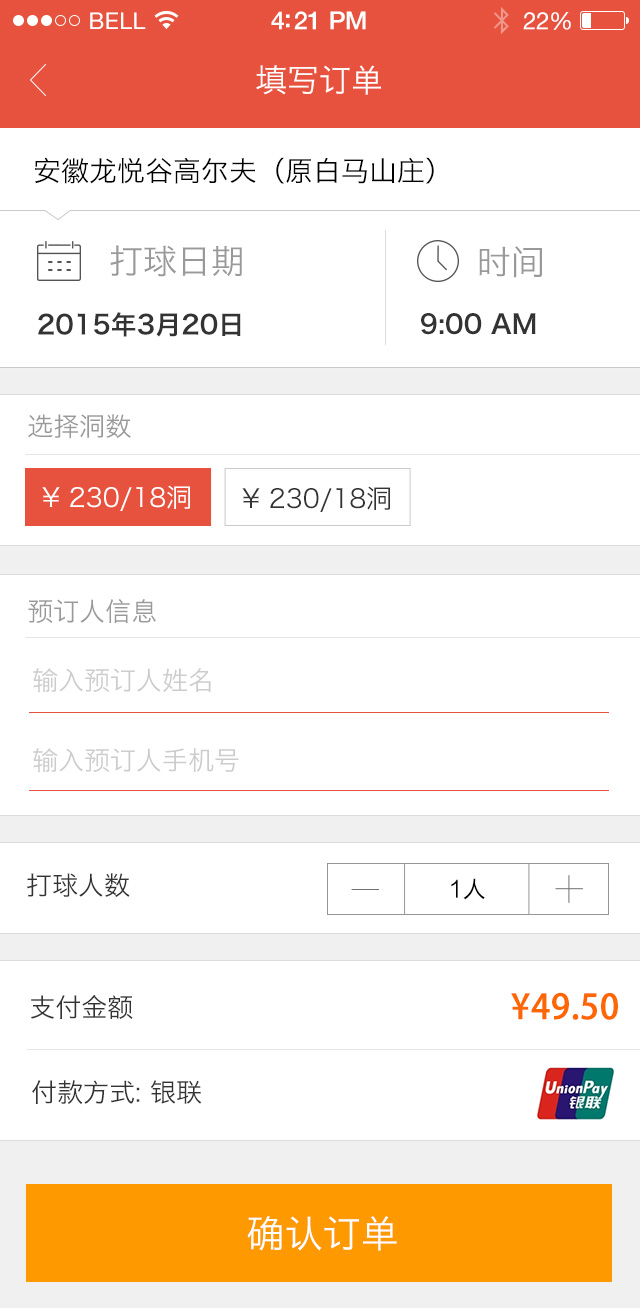 BELL 4:21 PM 22%
填写订单
安徽龙悦谷高尔夫（原白马山庄）
打球日期 时间
2015年3月20日 9:00 AM
选择洞数
¥ 230/18洞 ¥ 230/18洞
预订人信息
输入预订人姓名
输入预订人手机号
打球人数 1人
支付金额 ¥49.50
付款方式: 银联 UnionPay 银联
确认订单